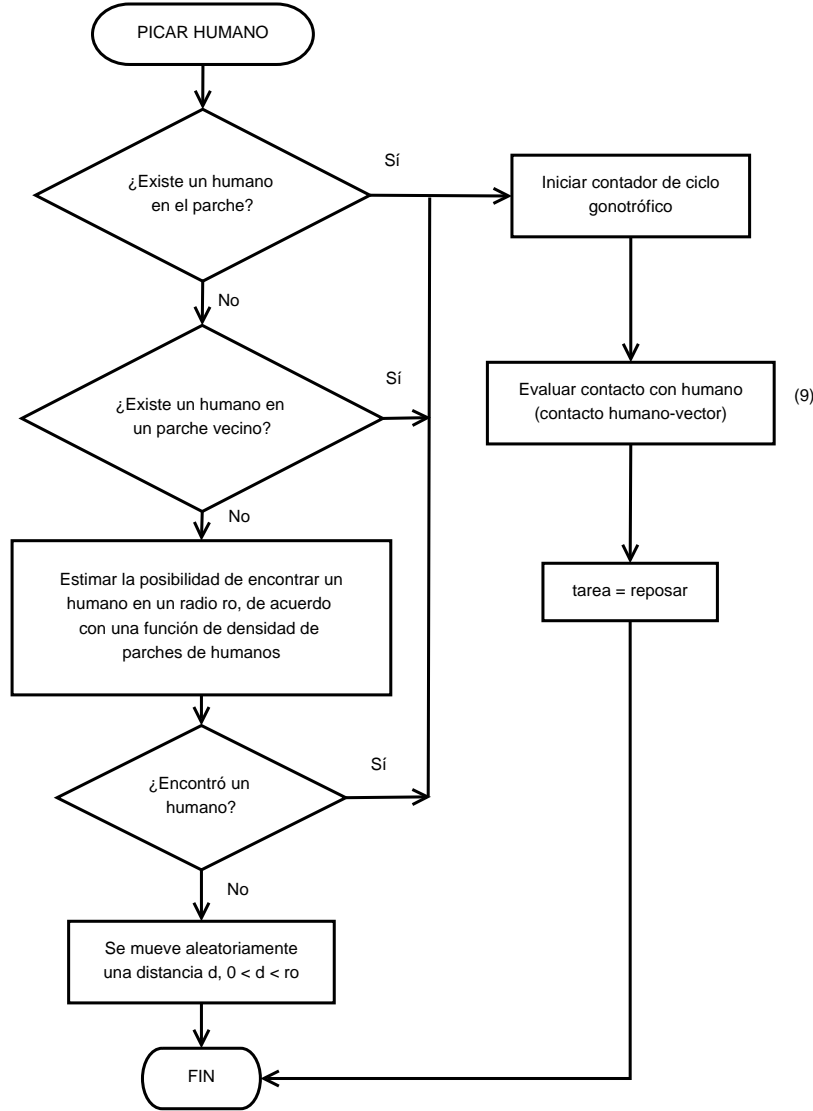 PICAR HUMANO
¿Existe un humano
en el parche?
Sí
Iniciar contador de ciclo
gonotrófico
No
¿Existe un humano en
un parche vecino?
Sí
Evaluar contacto con humano
(contacto humano-vector)
(9)
No
Estimar la posibilidad de encontrar un
humano en un radio ro, de acuerdo
con una función de densidad de
parches de humanos
tarea = reposar
¿Encontró un
humano?
Sí
No
Se mueve aleatoriamente
una distancia d, 0 < d < ro
FIN